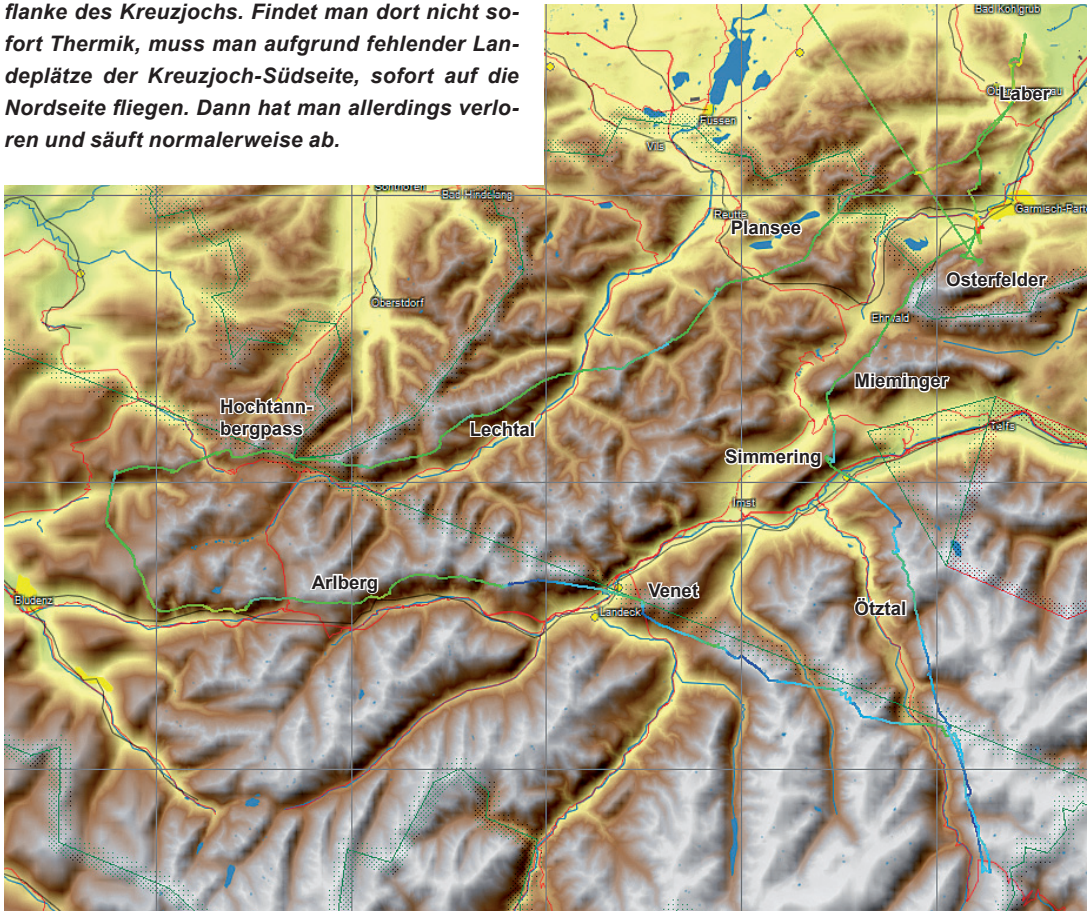 flanke des Kreuzjochs. Findet man dort nicht so-
fort Thermik, muss man aufgrund fehlender Lan-
deplätze der Kreuzjoch-Südseite, sofort auf die
Nordseite fliegen. Dann hat man allerdings verlo-
ren und säuft normalerweise ab.
Bad Kohlgrub
Laber
Füssen
Vils
Sonthofen
Bad Hindelang
Reutte
Garmisch-Part
Plansee
Osterfelder
Oberstdorf
Ehrwald
Mieminger
Hochtann-
bergpass
Lechtal
Telfs
Simmering
Imst
Arlberg
Venet
Bludenz
Landeck
Ötztal